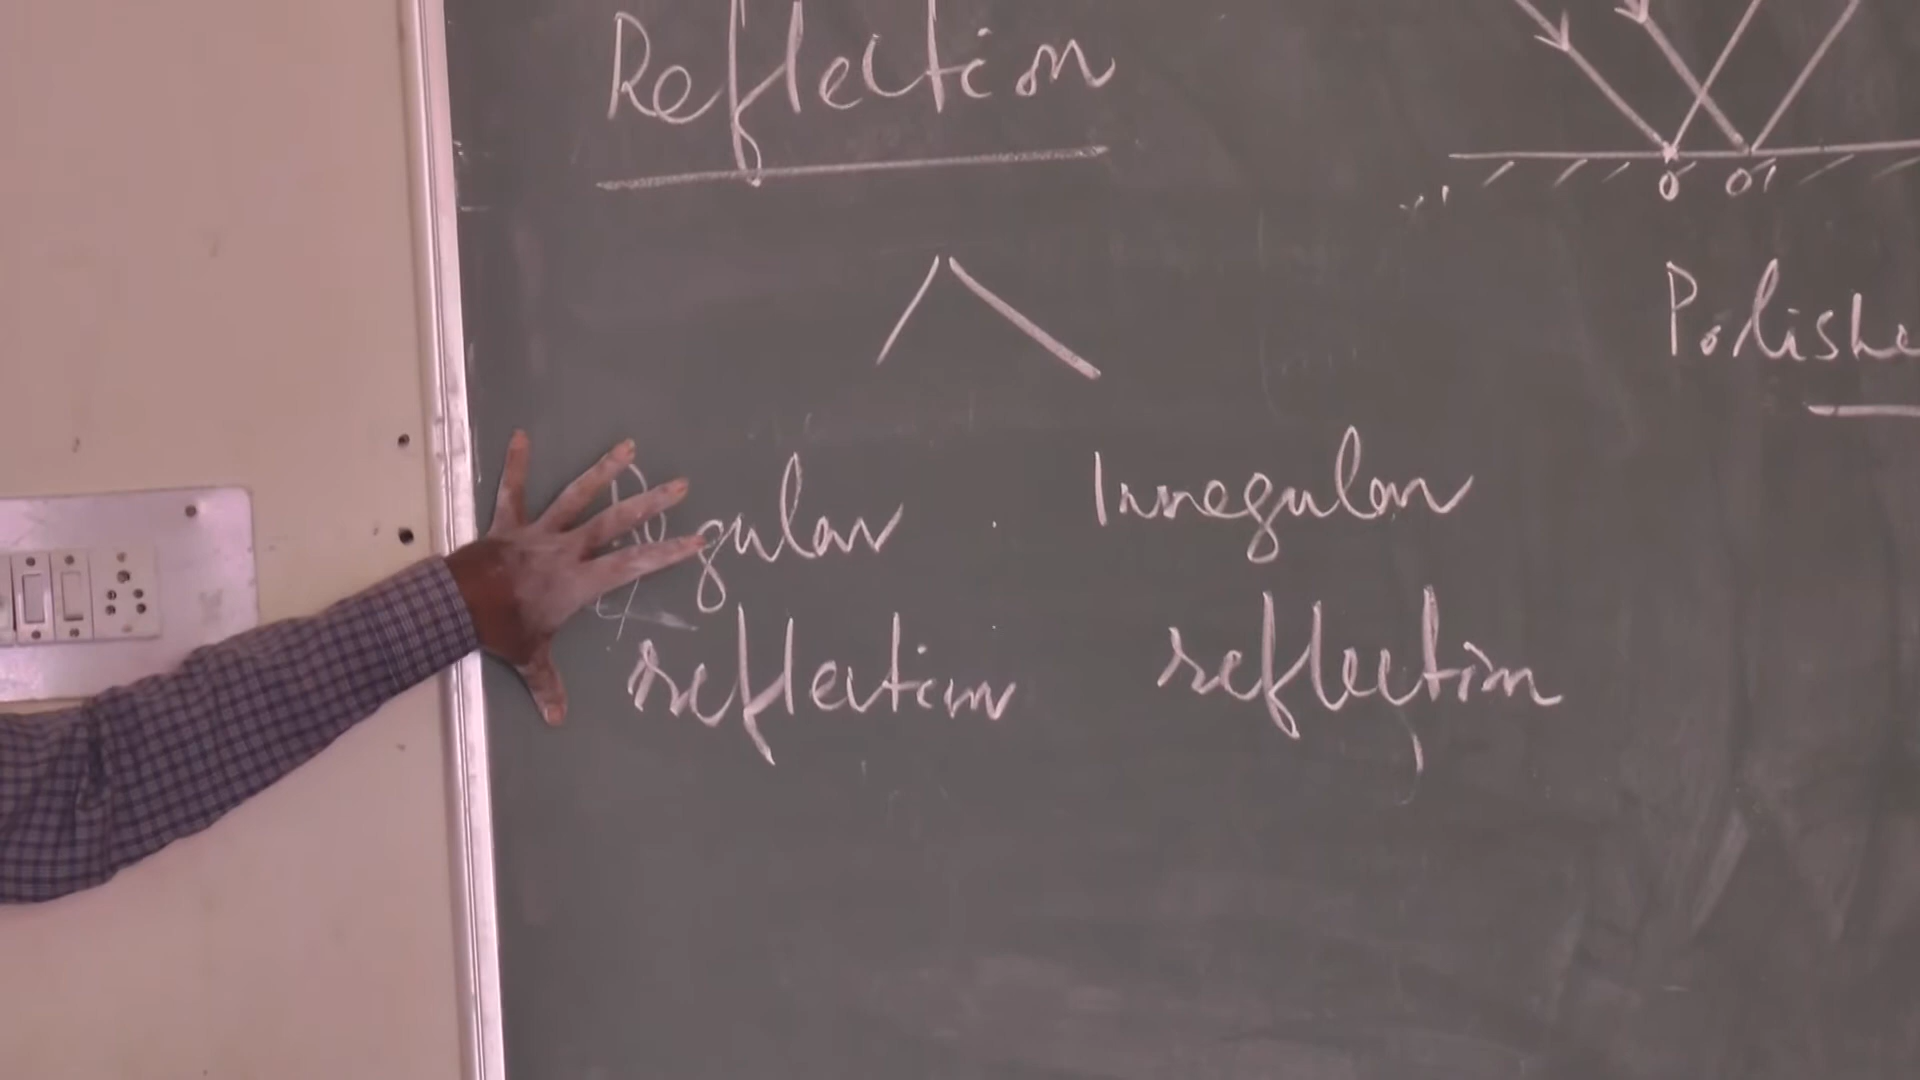 Reflection
O O'
Polishe
Regular Irregular
reflection reflection